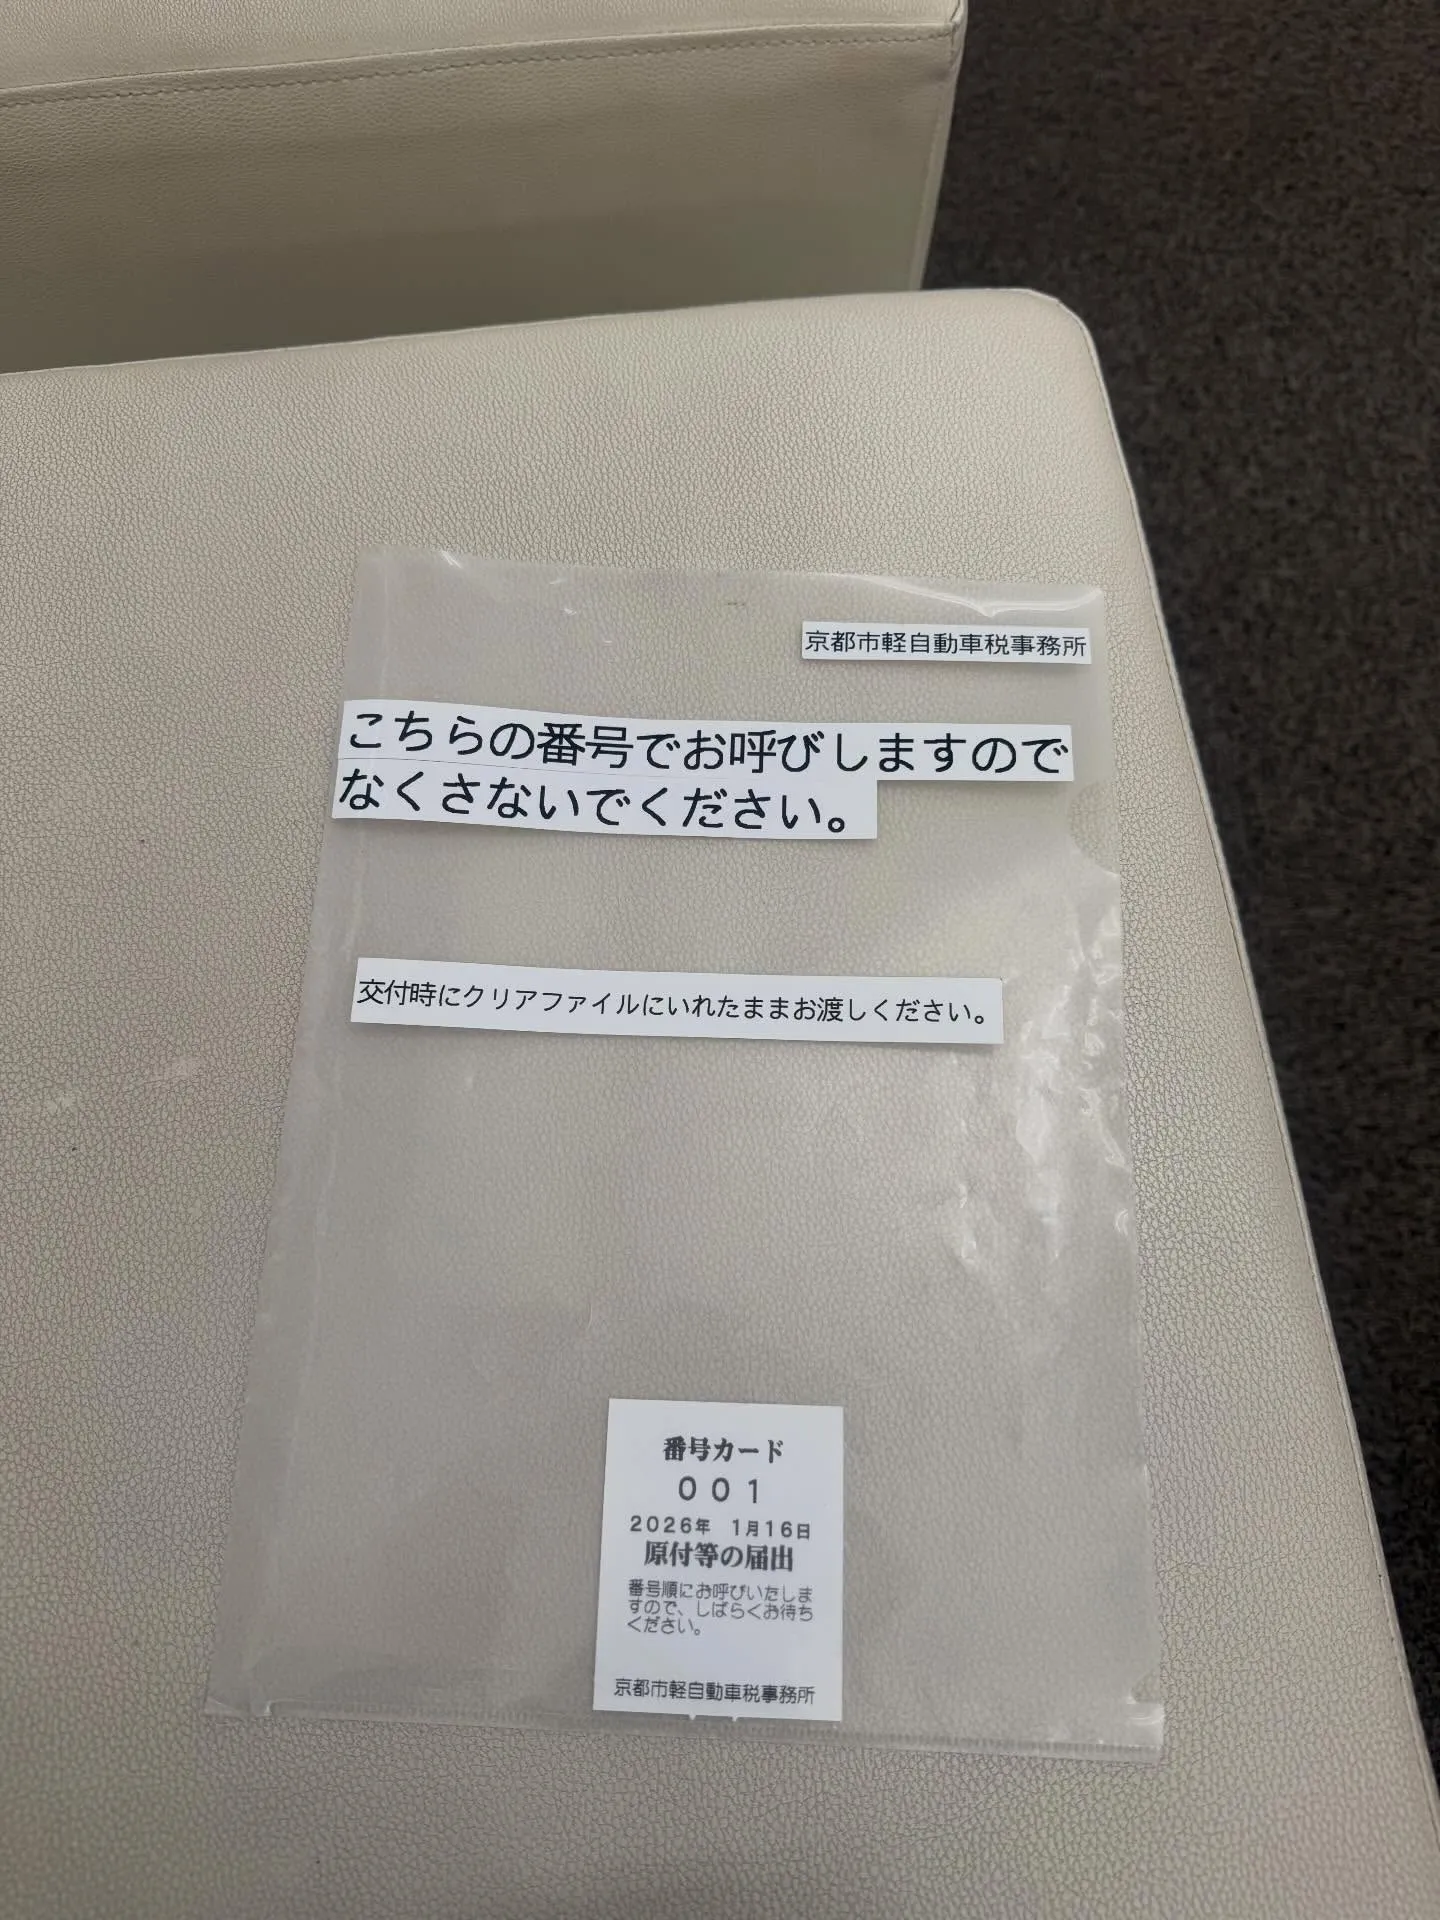 京都市軽自動車税事務所
こちらの番号でお呼びしますので
なくさないでください。
交付時にクリアファイルにいれたままお渡しください。
番号カード
001
2026年 1月16日
原付等の届出
番号順にお呼びいたしま
すので、しばらくお待ち
ください。
京都市軽自動車税事務所